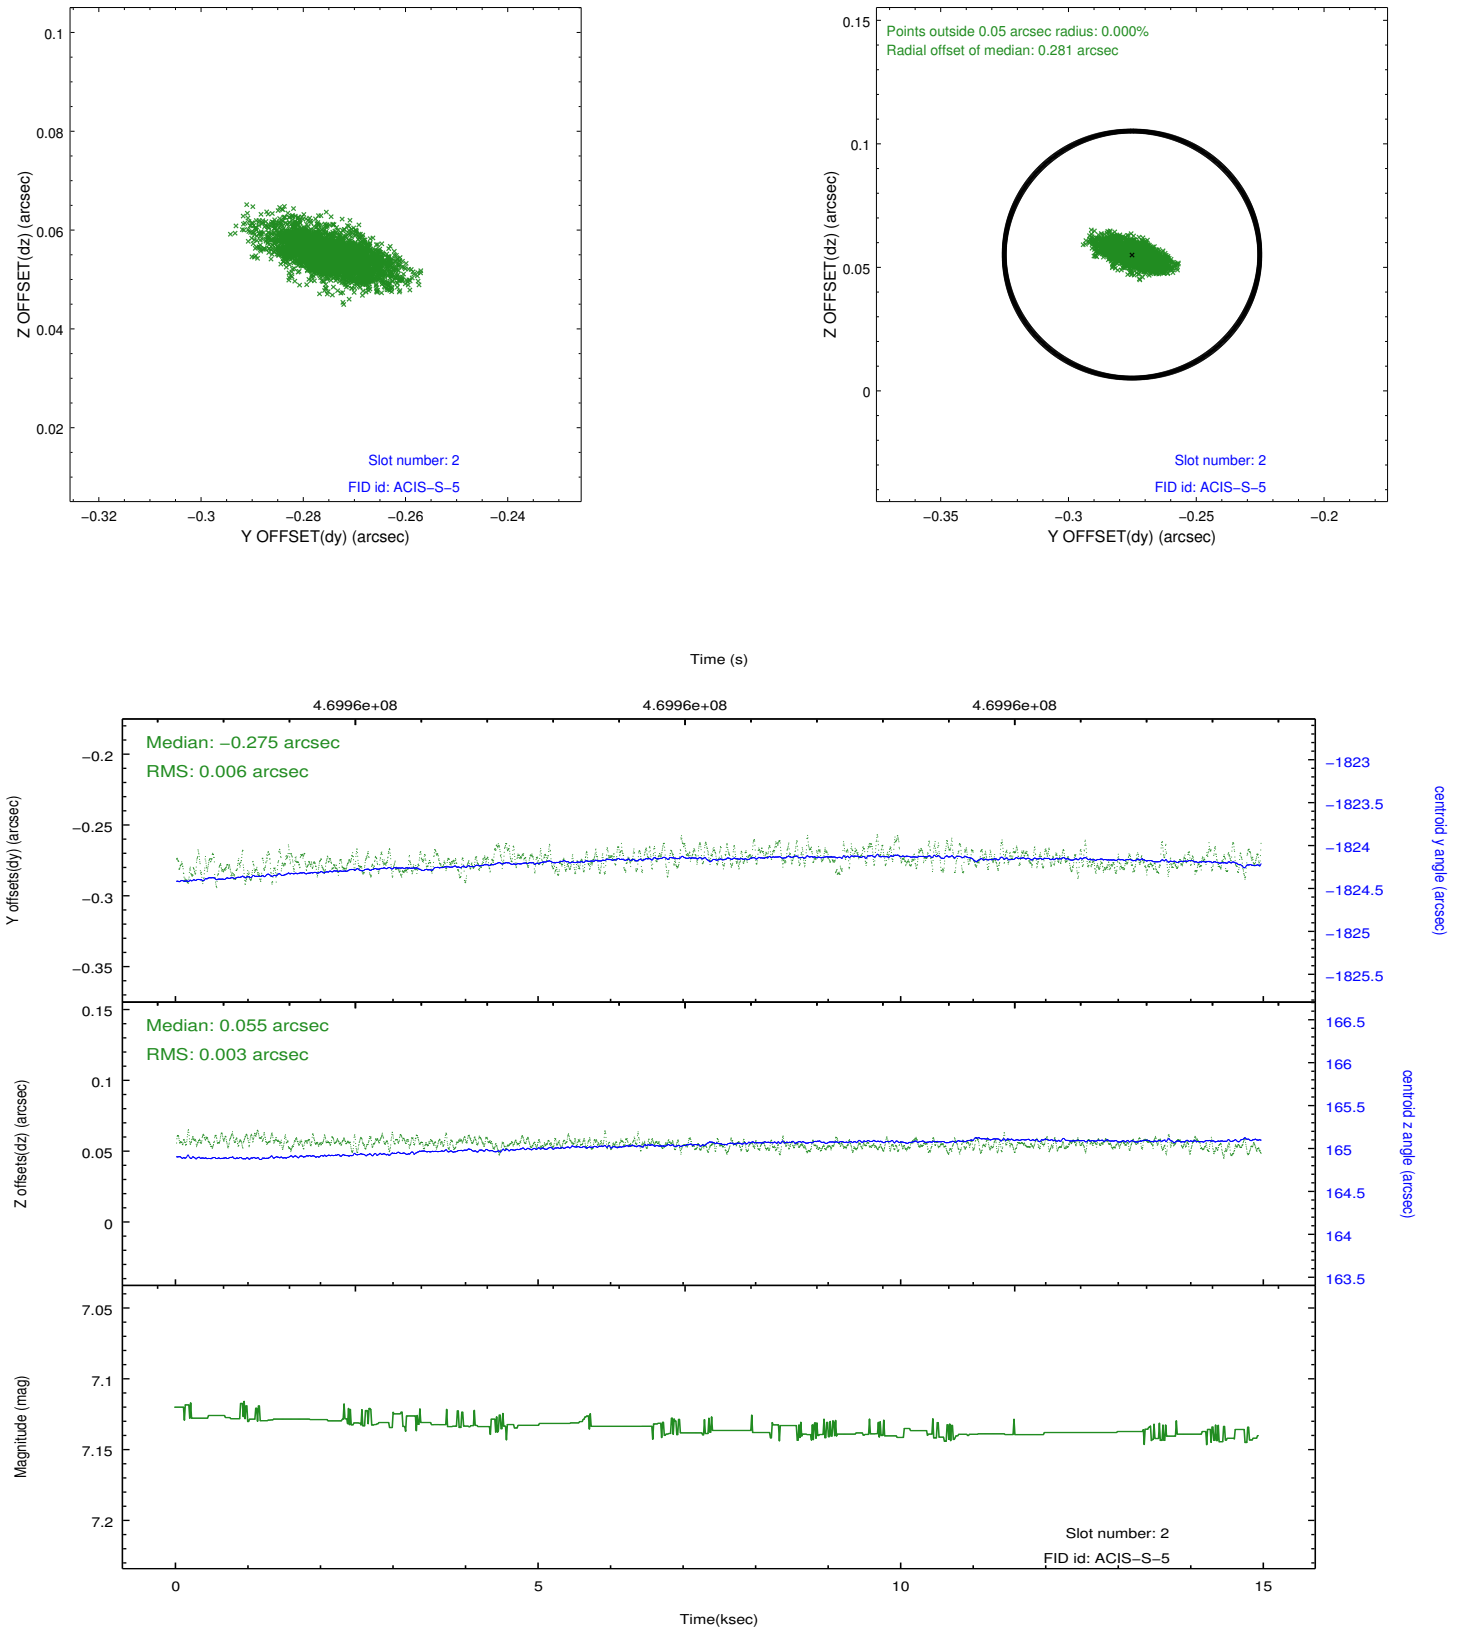 0.1
0.08
0.06
0.04
0.02
Z OFFSET(dz) (arcsec)
Slot number: 2
FID id: ACIS−S−5
−0.32 −0.3 −0.28 −0.26 −0.24
Y OFFSET(dy) (arcsec)
Points outside 0.05 arcsec radius: 0.000%
Radial offset of median: 0.281 arcsec
0.15
0.1
0.05
0
Z OFFSET(dz) (arcsec)
Slot number: 2
FID id: ACIS−S−5
−0.35 −0.3 −0.25 −0.2
Y OFFSET(dy) (arcsec)
Time (s)
4.6996e+08 4.6996e+08 4.6996e+08
Median: −0.275 arcsec
RMS: 0.006 arcsec
−0.2
−0.25
−0.3
−0.35
Y offsets(dy) (arcsec)
−1823
−1823.5
−1824
−1824.5
−1825
−1825.5
centroid y angle (arcsec)
Median: 0.055 arcsec
RMS: 0.003 arcsec
0.15
0.1
0.05
0
Z offsets(dz) (arcsec)
166.5
166
165.5
165
164.5
164
163.5
centroid z angle (arcsec)
7.05
7.1
7.15
7.2
Magnitude (mag)
Slot number: 2
FID id: ACIS−S−5
0 5 10 15
Time(ksec)